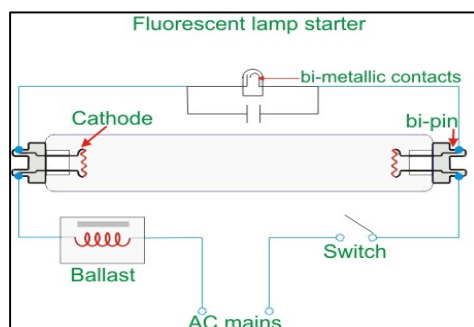 Fluorescent lamp starter
bi-metallic contacts
Cathode
bi-pin
Ballast
Switch
AC mains